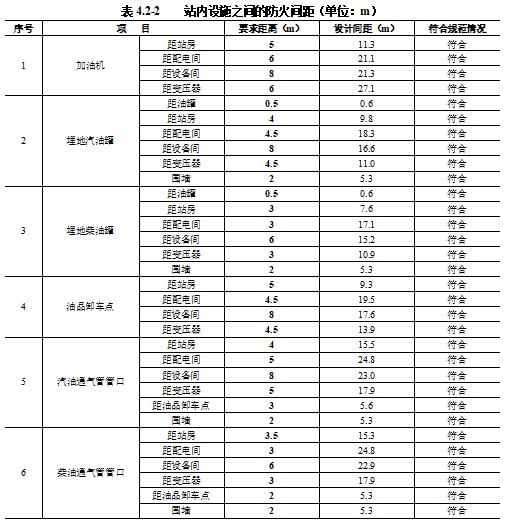 表4.2-2 站内设施之间的防火间距（单位：m）
序号 项 目 要求距离（m） 设计间距（m） 符合规范情况
1 加油机 距站房 5 11.3 符合
距配电间 6 21.1 符合
距设备间 8 21.3 符合
距变压器 6 27.1 符合
2 埋地汽油罐 距油罐 0.5 0.6 符合
距站房 4 9.8 符合
距配电间 4.5 18.3 符合
距设备间 8 16.6 符合
距变压器 4.5 11.0 符合
围墙 2 5.3 符合
3 埋地柴油罐 距油罐 0.5 0.6 符合
距站房 3 7.6 符合
距配电间 3 17.1 符合
距设备间 6 15.2 符合
距变压器 3 10.9 符合
围墙 2 5.3 符合
4 油品卸车点 距站房 5 9.3 符合
距配电间 4.5 19.5 符合
距设备间 8 17.6 符合
距变压器 4.5 13.9 符合
5 汽油通气管管口 距站房 4 15.5 符合
距配电间 5 24.8 符合
距设备间 8 23.0 符合
距变压器 5 17.9 符合
距油品卸车点 3 5.6 符合
围墙 2 5.3 符合
6 柴油通气管管口 距站房 3.5 15.3 符合
距配电间 3 24.8 符合
距设备间 6 22.9 符合
距变压器 3 17.9 符合
距油品卸车点 2 5.3 符合
围墙 2 5.3 符合